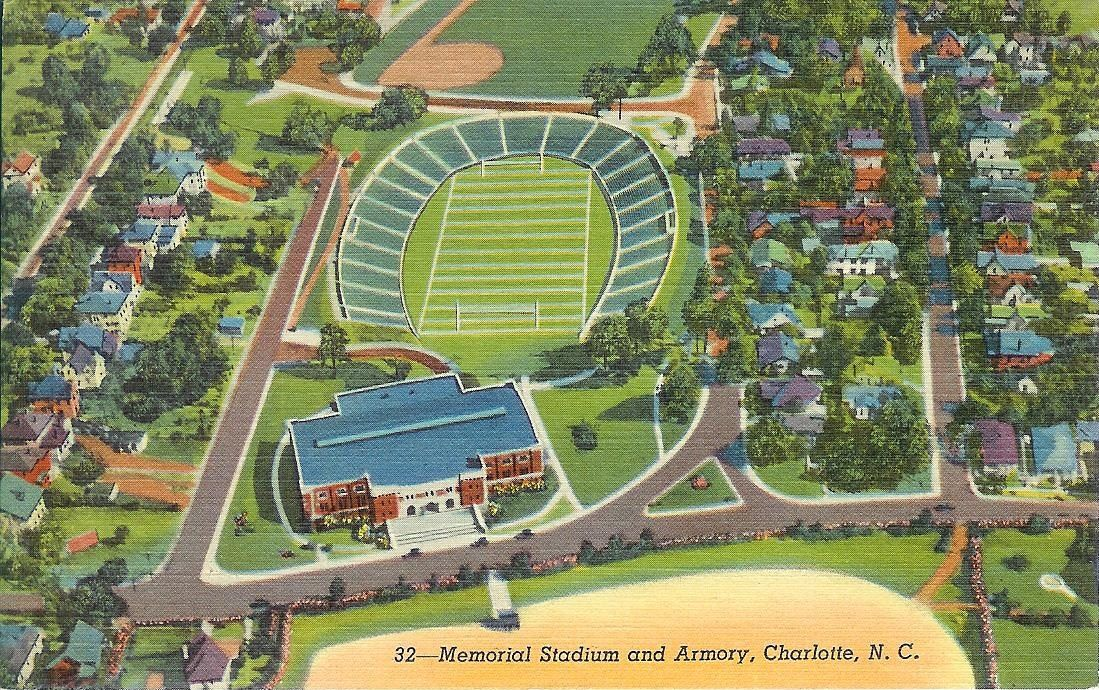 32—Memorial Stadium and Armory, Charlotte, N. C.